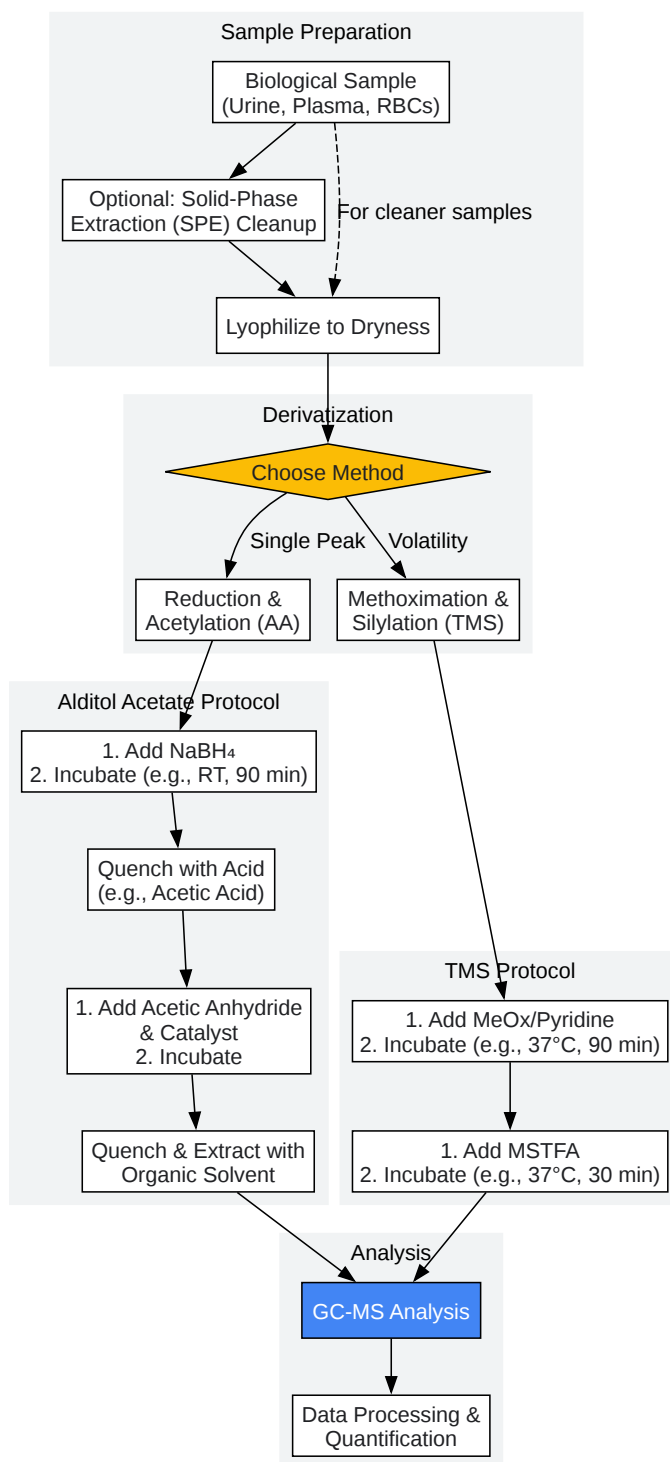 Sample Preparation
Biological Sample
(Urine, Plasma, RBCs)
Optional: Solid-Phase
Extraction (SPE) Cleanup
For cleaner samples
Lyophilize to Dryness
Derivatization
Choose Method
Single Peak
Volatility
Reduction &
Acetylation (AA)
Methoximation &
Silylation (TMS)
Alditol Acetate Protocol
1. Add NaBH₄
2. Incubate (e.g., RT, 90 min)
Quench with Acid
(e.g., Acetic Acid)
1. Add Acetic Anhydride
& Catalyst
2. Incubate
Quench & Extract with
Organic Solvent
TMS Protocol
1. Add MeOx/Pyridine
2. Incubate (e.g., 37°C, 90 min)
1. Add MSTFA
2. Incubate (e.g., 37°C, 30 min)
Analysis
GC-MS Analysis
Data Processing &
Quantification